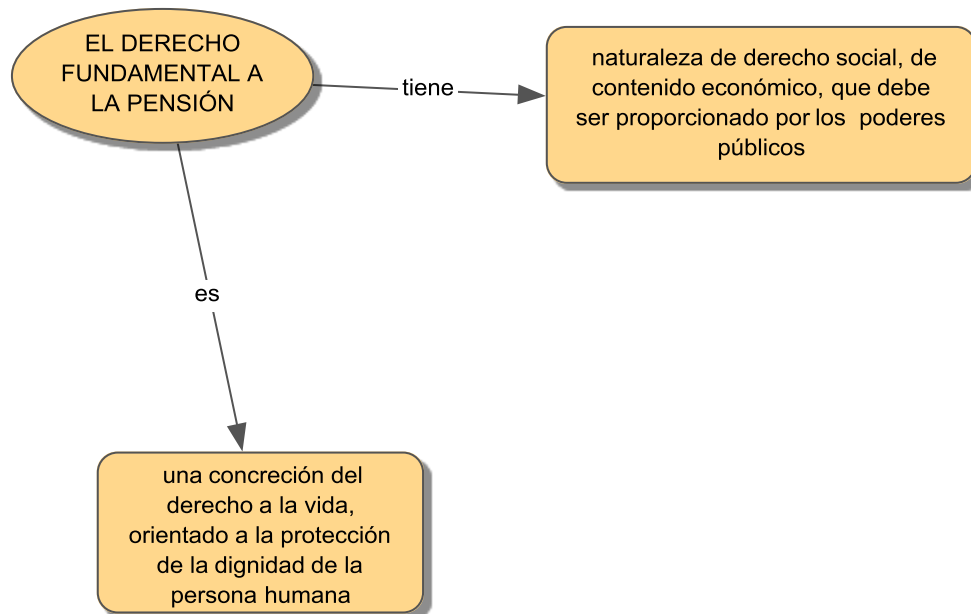 EL DERECHO
FUNDAMENTAL A
LA PENSIÓN
tiene
naturaleza de derecho social, de
contenido económico, que debe
ser proporcionado por los  poderes
públicos
es
una concreción del
derecho a la vida,
orientado a la protección
de la dignidad de la
persona humana